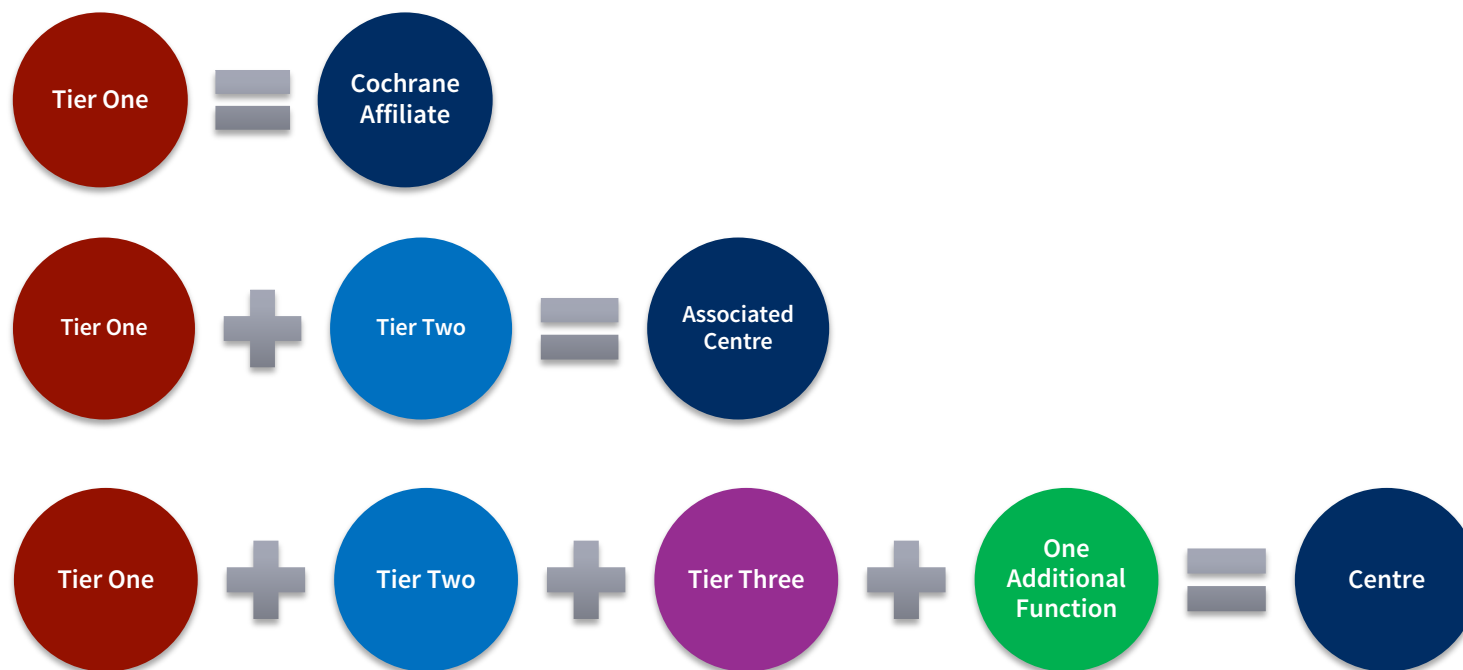 Tier One
Cochrane
Affiliate
Tier One
Tier Two
Associated
Centre
Tier One
Tier Two
Tier Three
One
Additional
Function
Centre